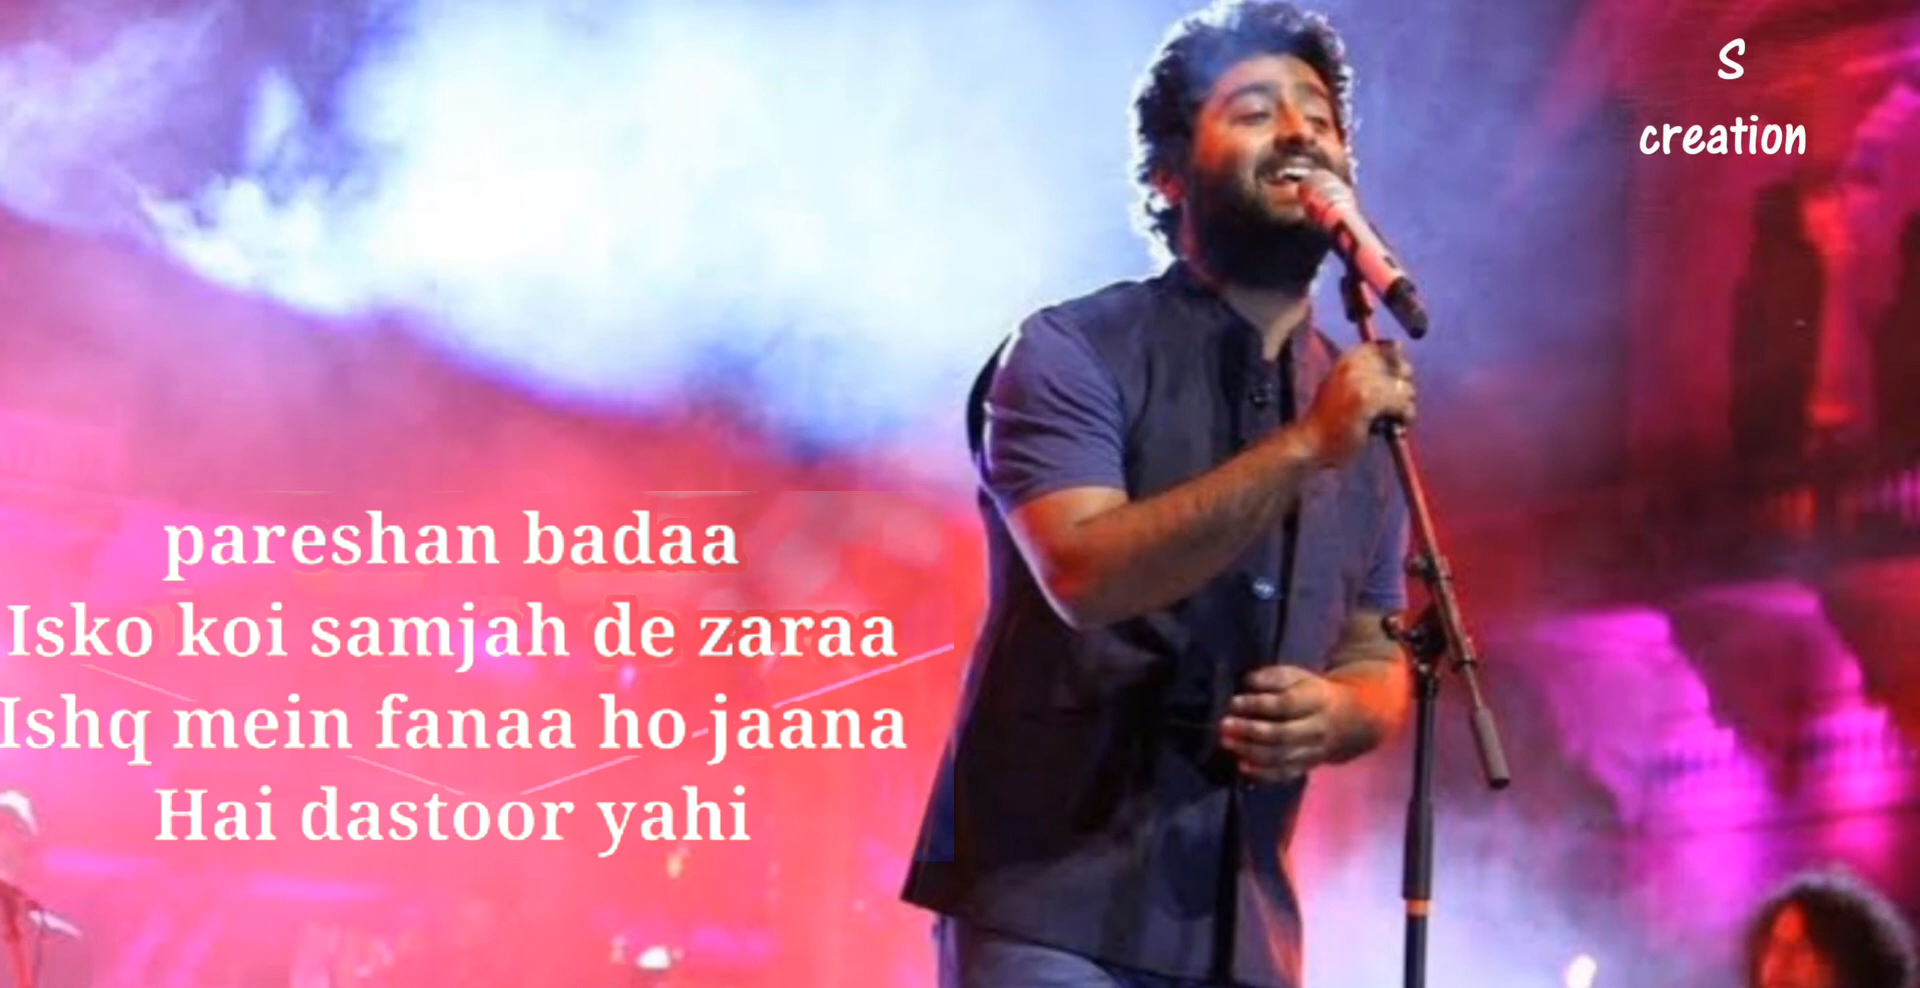 S
creation
pareshan badaa
Isko koi samjah de zaraa
Ishq mein fanaa ho jaana
Hai dastoor yahi